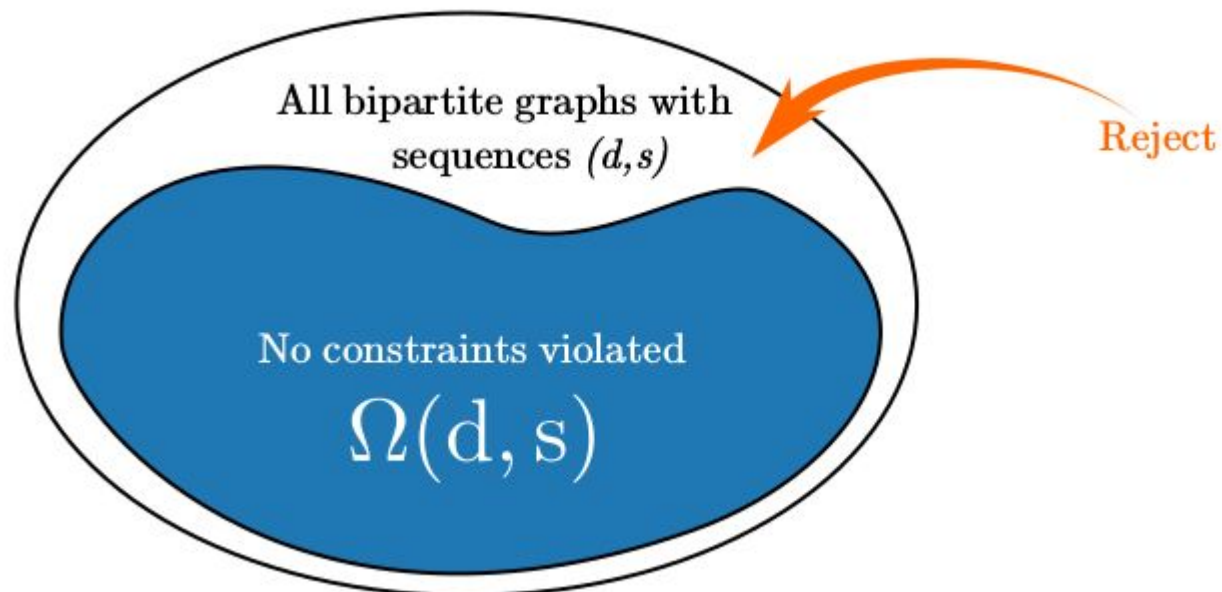 All bipartite graphs with
sequences (d,s)
Reject
No constraints violated
Ω(d, s)